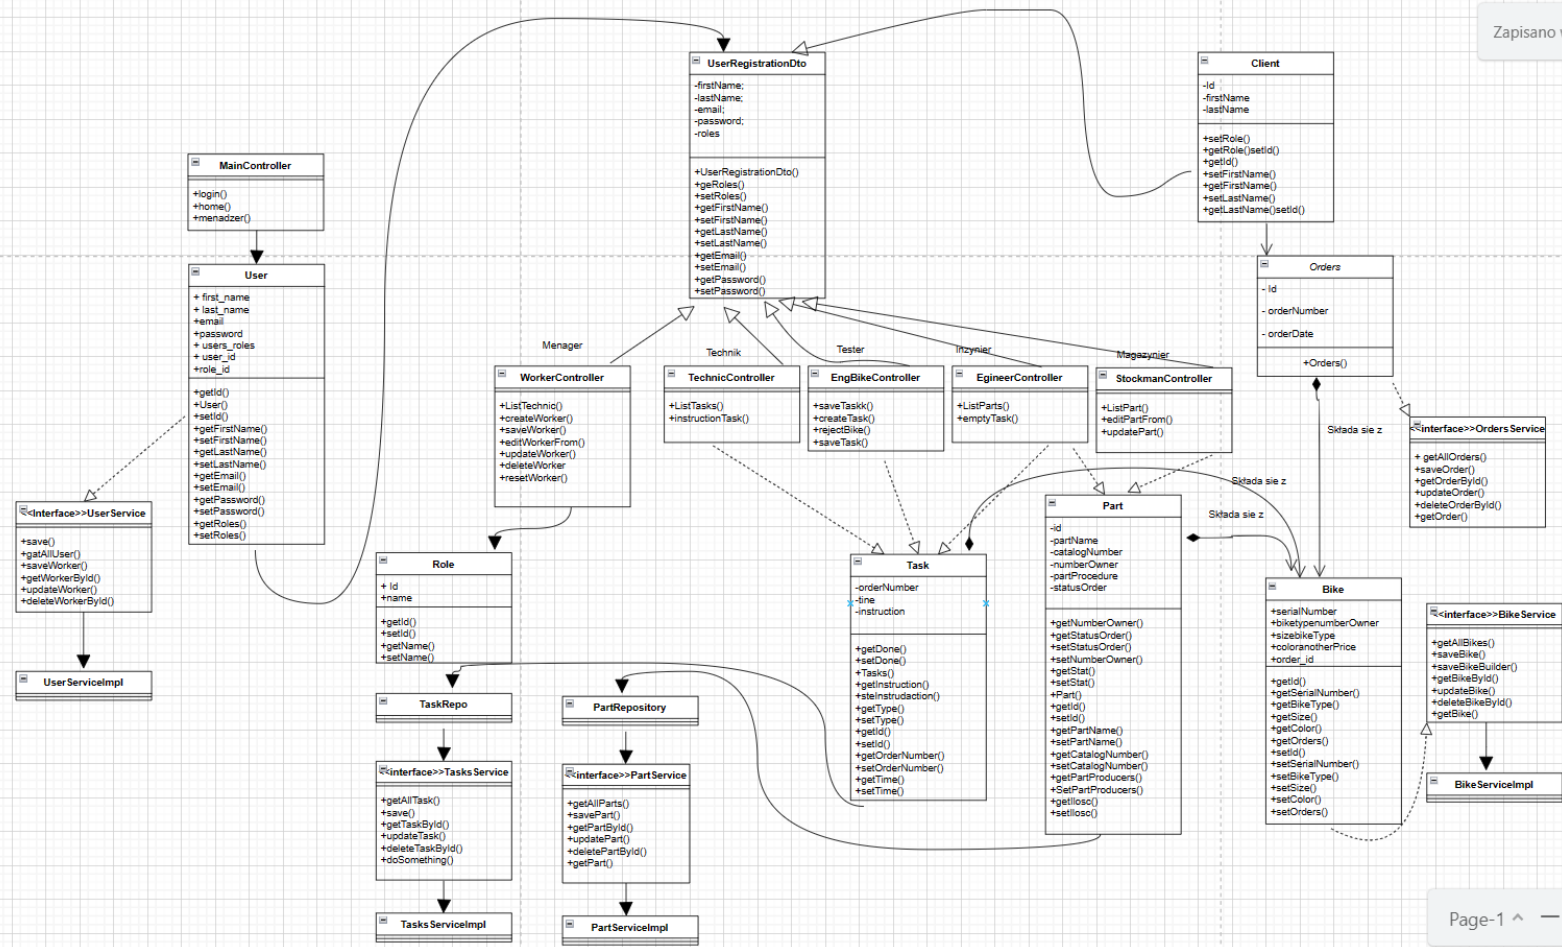 Zapisano
UserRegistrationDto
-firstName;
-lastName;
-email;
-password;
-roles
+UserRegistrationDto()
+geRoles()
+setRoles()
+getFirstName()
+setFirstName()
+getLastName()
+setLastName()
+getEmail()
+setEmail()
+getPassword()
+setPassword()
Client
-Id
-firstName
-lastName
+setRole()
+getRole()setId()
+getId()
+setFirstName()
+getFirstName()
+setLastName()
+getLastName()setId()
MainController
+login()
+home()
+menadzer()
User
+ first_name
+ last_name
+email
+password
+ users_roles
+ user_id
+role_id
+getId()
+User()
+setId()
+getFirstName()
+setFirstName()
+getLastName()
+setLastName()
+getEmail()
+setEmail()
+getPassword()
+setPassword()
+getRoles()
+setRoles()
Orders
- Id
- orderNumber
- orderDate
+Orders()
Menager
Technik
Tester
Inzynier
Magazynier
WorkerController
+ListTechnic()
+createWorker()
+saveWorker()
+editWorkerFrom()
+updateWorker()
+deleteWorker
+resetWorker()
TechnicController
+ListTasks()
+instructionTask()
EngBikeController
+saveTaskk()
+createTask()
+rejectBike()
+saveTask()
EgineerController
+ListParts()
+emptyTask()
StockmanController
+ListPart()
+editPartFrom()
+updatePart()
Składa sie z
Składa sie z
Składa sie z
<<interface>>OrdersService
+ getAllOrders()
+saveOrder()
+getOrderById()
+updateOrder()
+deleteOrderById()
+getOrder()
<<Interface>>UserService
+save()
+gatAllUser()
+saveWorker()
+getWorkerById()
+updateWorker()
+deleteWorkerById()
UserServiceImpl
Role
+ Id
+name
+getId()
+setId()
+getName()
+setName()
Task
-orderNumber
-tine
-instruction
+getDone()
+setDone()
+Tasks()
+getInstruction()
+steInstrudaction()
+getType()
+setType()
+getId()
+setId()
+getOrderNumber()
+setOrderNumber()
+getTime()
+setTime()
Part
-id
-partName
-catalogNumber
-numberOwner
-partProcedure
-statusOrder
+getNumberOwner()
+getStatusOrder()
+setStatusOrder()
+setNumberOwner()
+getStat()
+setStat()
+Part()
+getId()
+setId()
+getPartName()
+setPartName()
+getCatalogNumber()
+setCatalogNumber()
+getPartProducers()
+SetPartProducers()
+getIlosc()
+setIlosc()
Bike
+serialNumber
+biketypenumberOwner
+sizebikeType
+coloranotherPrice
+order_id
+getId()
+getSerialNumber()
+getBikeType()
+getSize()
+getColor()
+getOrders()
+setId()
+setSerialNumber()
+setBikeType()
+setSize()
+setColor()
+setOrders()
<<interface>>BikeService
+getAllBikes()
+saveBike()
+saveBikeBuilder()
+getBikeById()
+updateBike()
+deleteBikeById()
+getBike()
BikeServiceImpl
TaskRepo
<<interface>>TasksService
+getAllTask()
+save()
+getTaskById()
+updateTask()
+deleteTaskById()
+doSomething()
TasksServiceImpl
PartRepository
<<interface>>PartService
+getAllParts()
+savePart()
+getPartById()
+updatePart()
+deletePartById()
+getPart()
PartServiceImpl
Page-1